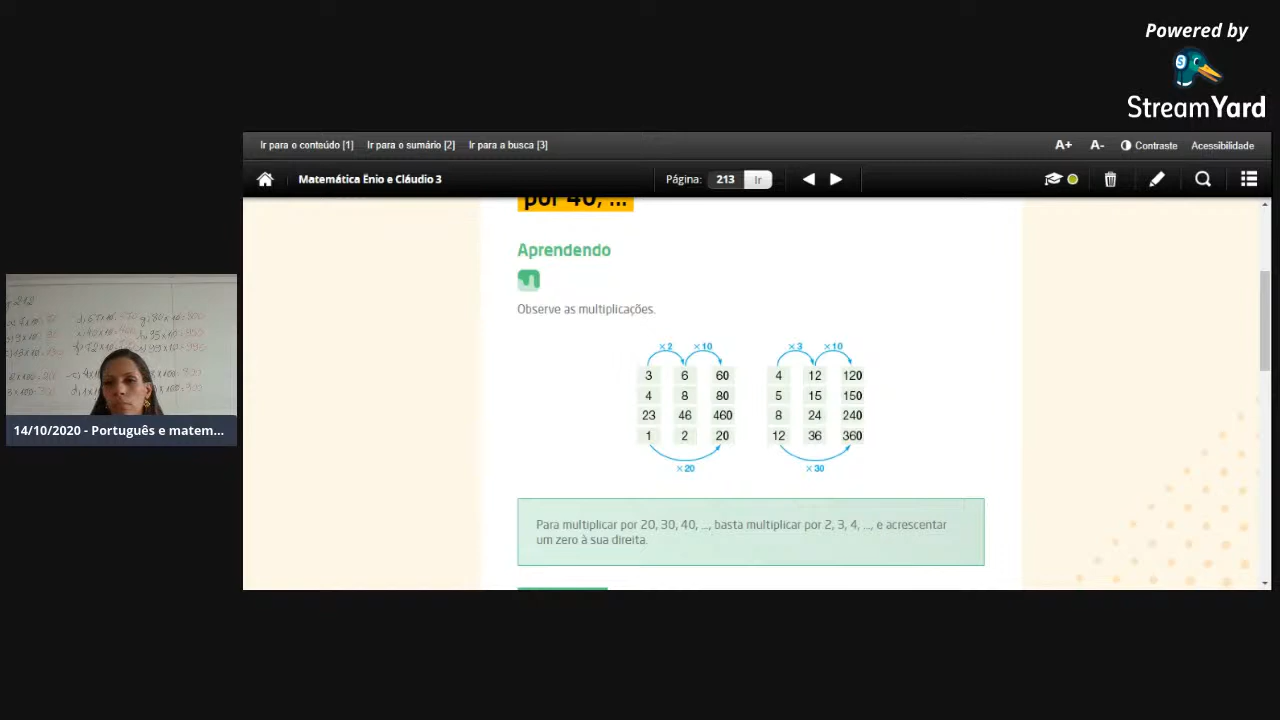 Powered by
StreamYard
Ir para o conteúdo [1] Ir para o sumário [2] Ir para a busca [3] A+ A- Contraste Acessibilidade
Matemática Enio e Cláudio 3 Página: 213 Ir
por 40, ...
Aprendendo
Observe as multiplicações.
×2 ×10 ×3 ×10
3 6 60 4 12 120
4 8 80 5 15 150
23 46 460 8 24 240
1 2 20 12 36 360
×20 ×30
Para multiplicar por 20, 30, 40, ..., basta multiplicar por 2, 3, 4, ..., e acrescentar
um zero à sua direita.
212
14/10/2020 - Português e matem...